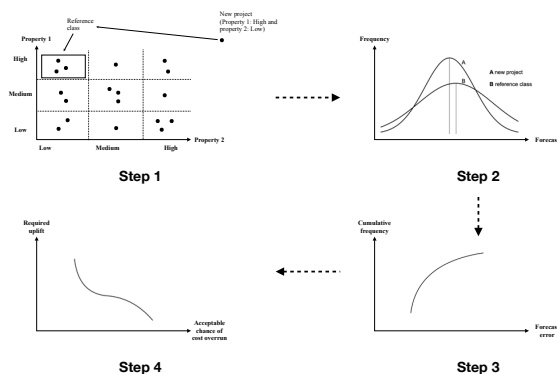 Reference
class
New project
(Property 1: High and
property 2: Low)
Property 1
High
Medium
Low
Low
Medium
High
Property 2
Step 1
Frequency
A
B
A new project
B reference class
Forecas
Step 2
Required
uplift
Acceptable
chance of
cost overrun
Step 4
Cumulative
frequency
Forecas
error
Step 3